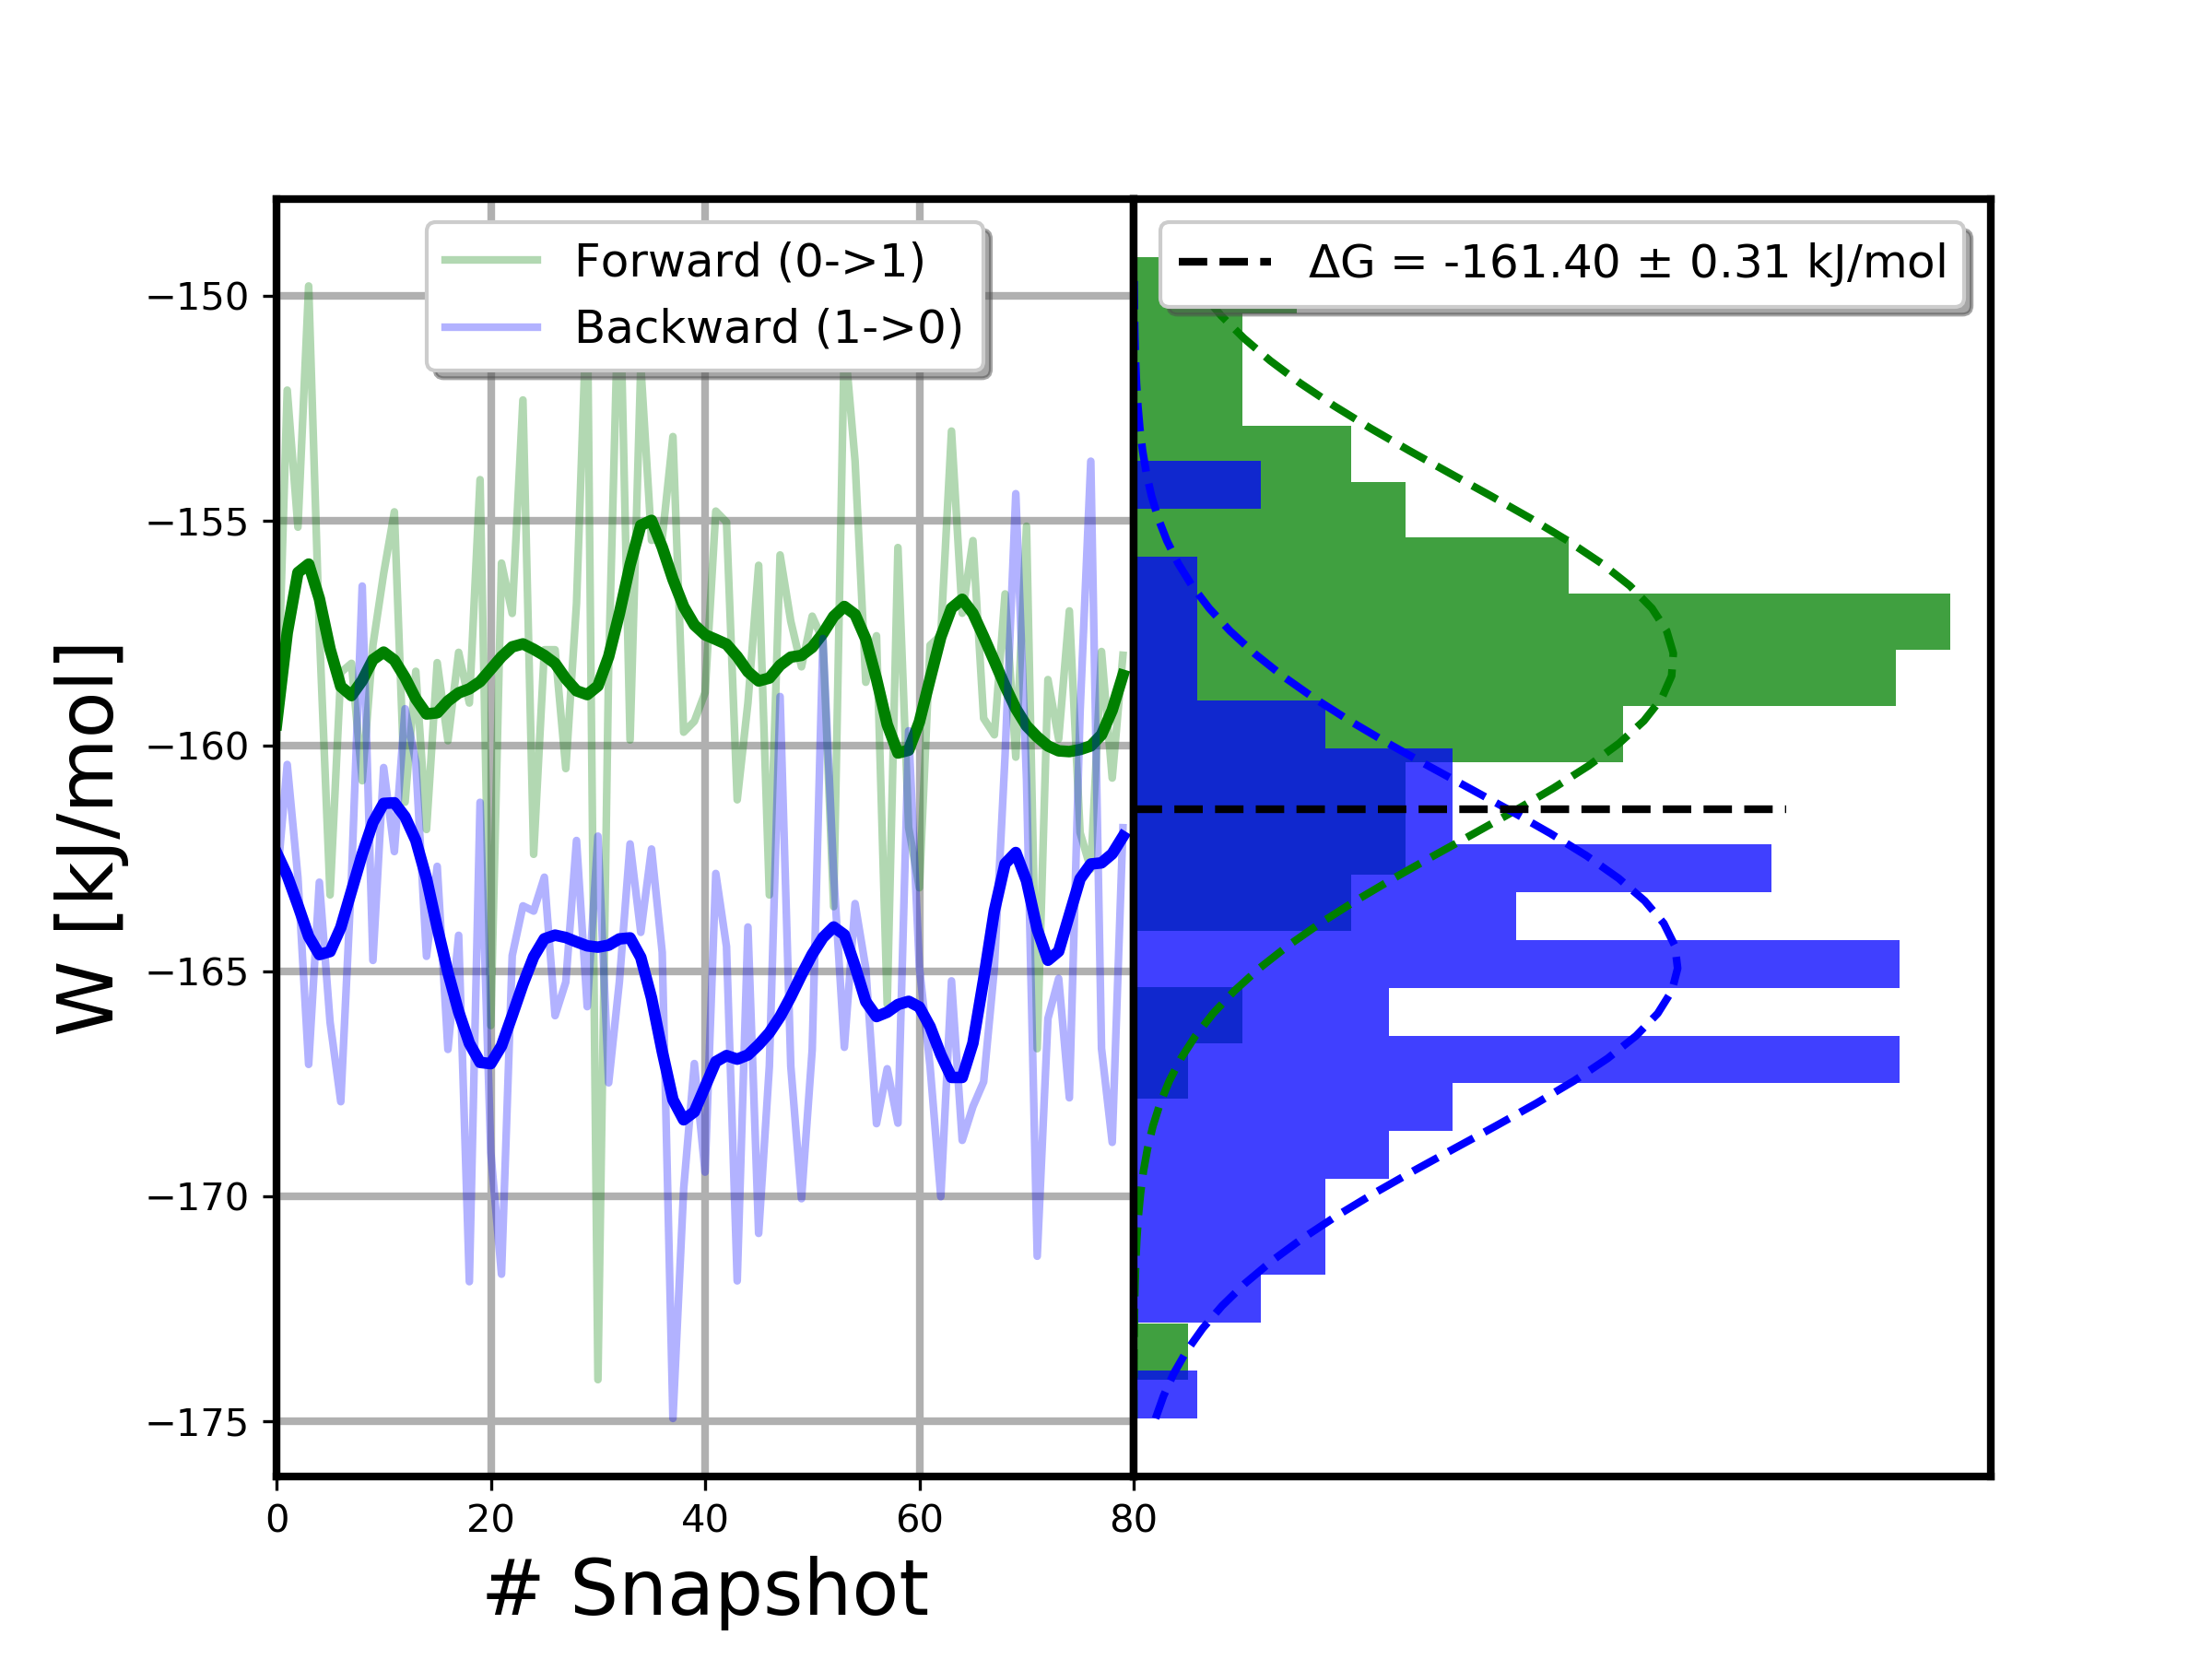 Forward (0->1)
Backward (1->0)
ΔG = -161.40 ± 0.31 kJ/mol
−150
−155
−160
−165
−170
−175
W [kJ/mol]
0 20 40 60 80
# Snapshot